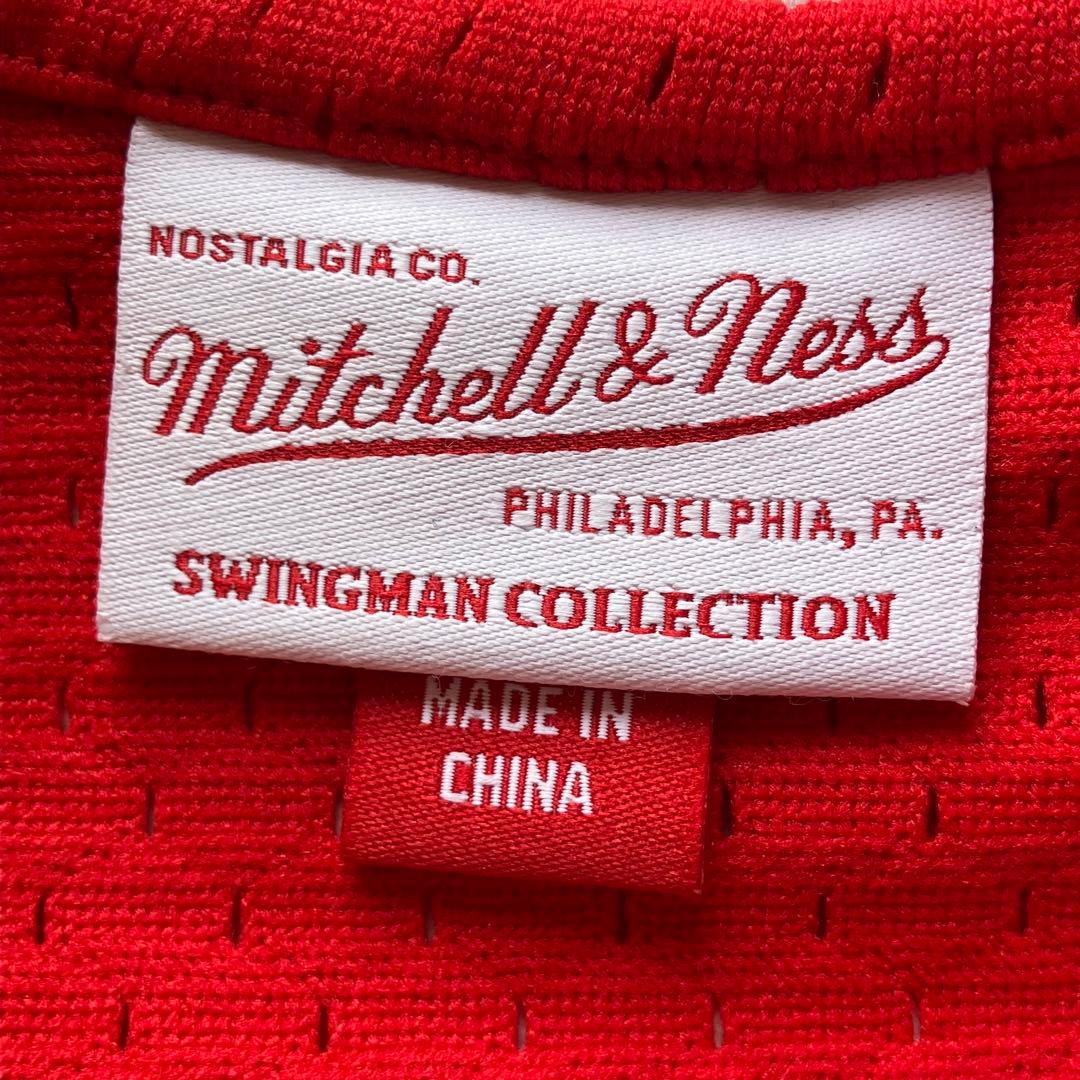 NOSTALGIA CO.
Mitchell & Ness
PHILADELPHIA, PA.
SWINGMAN COLLECTION
MADE IN
CHINA